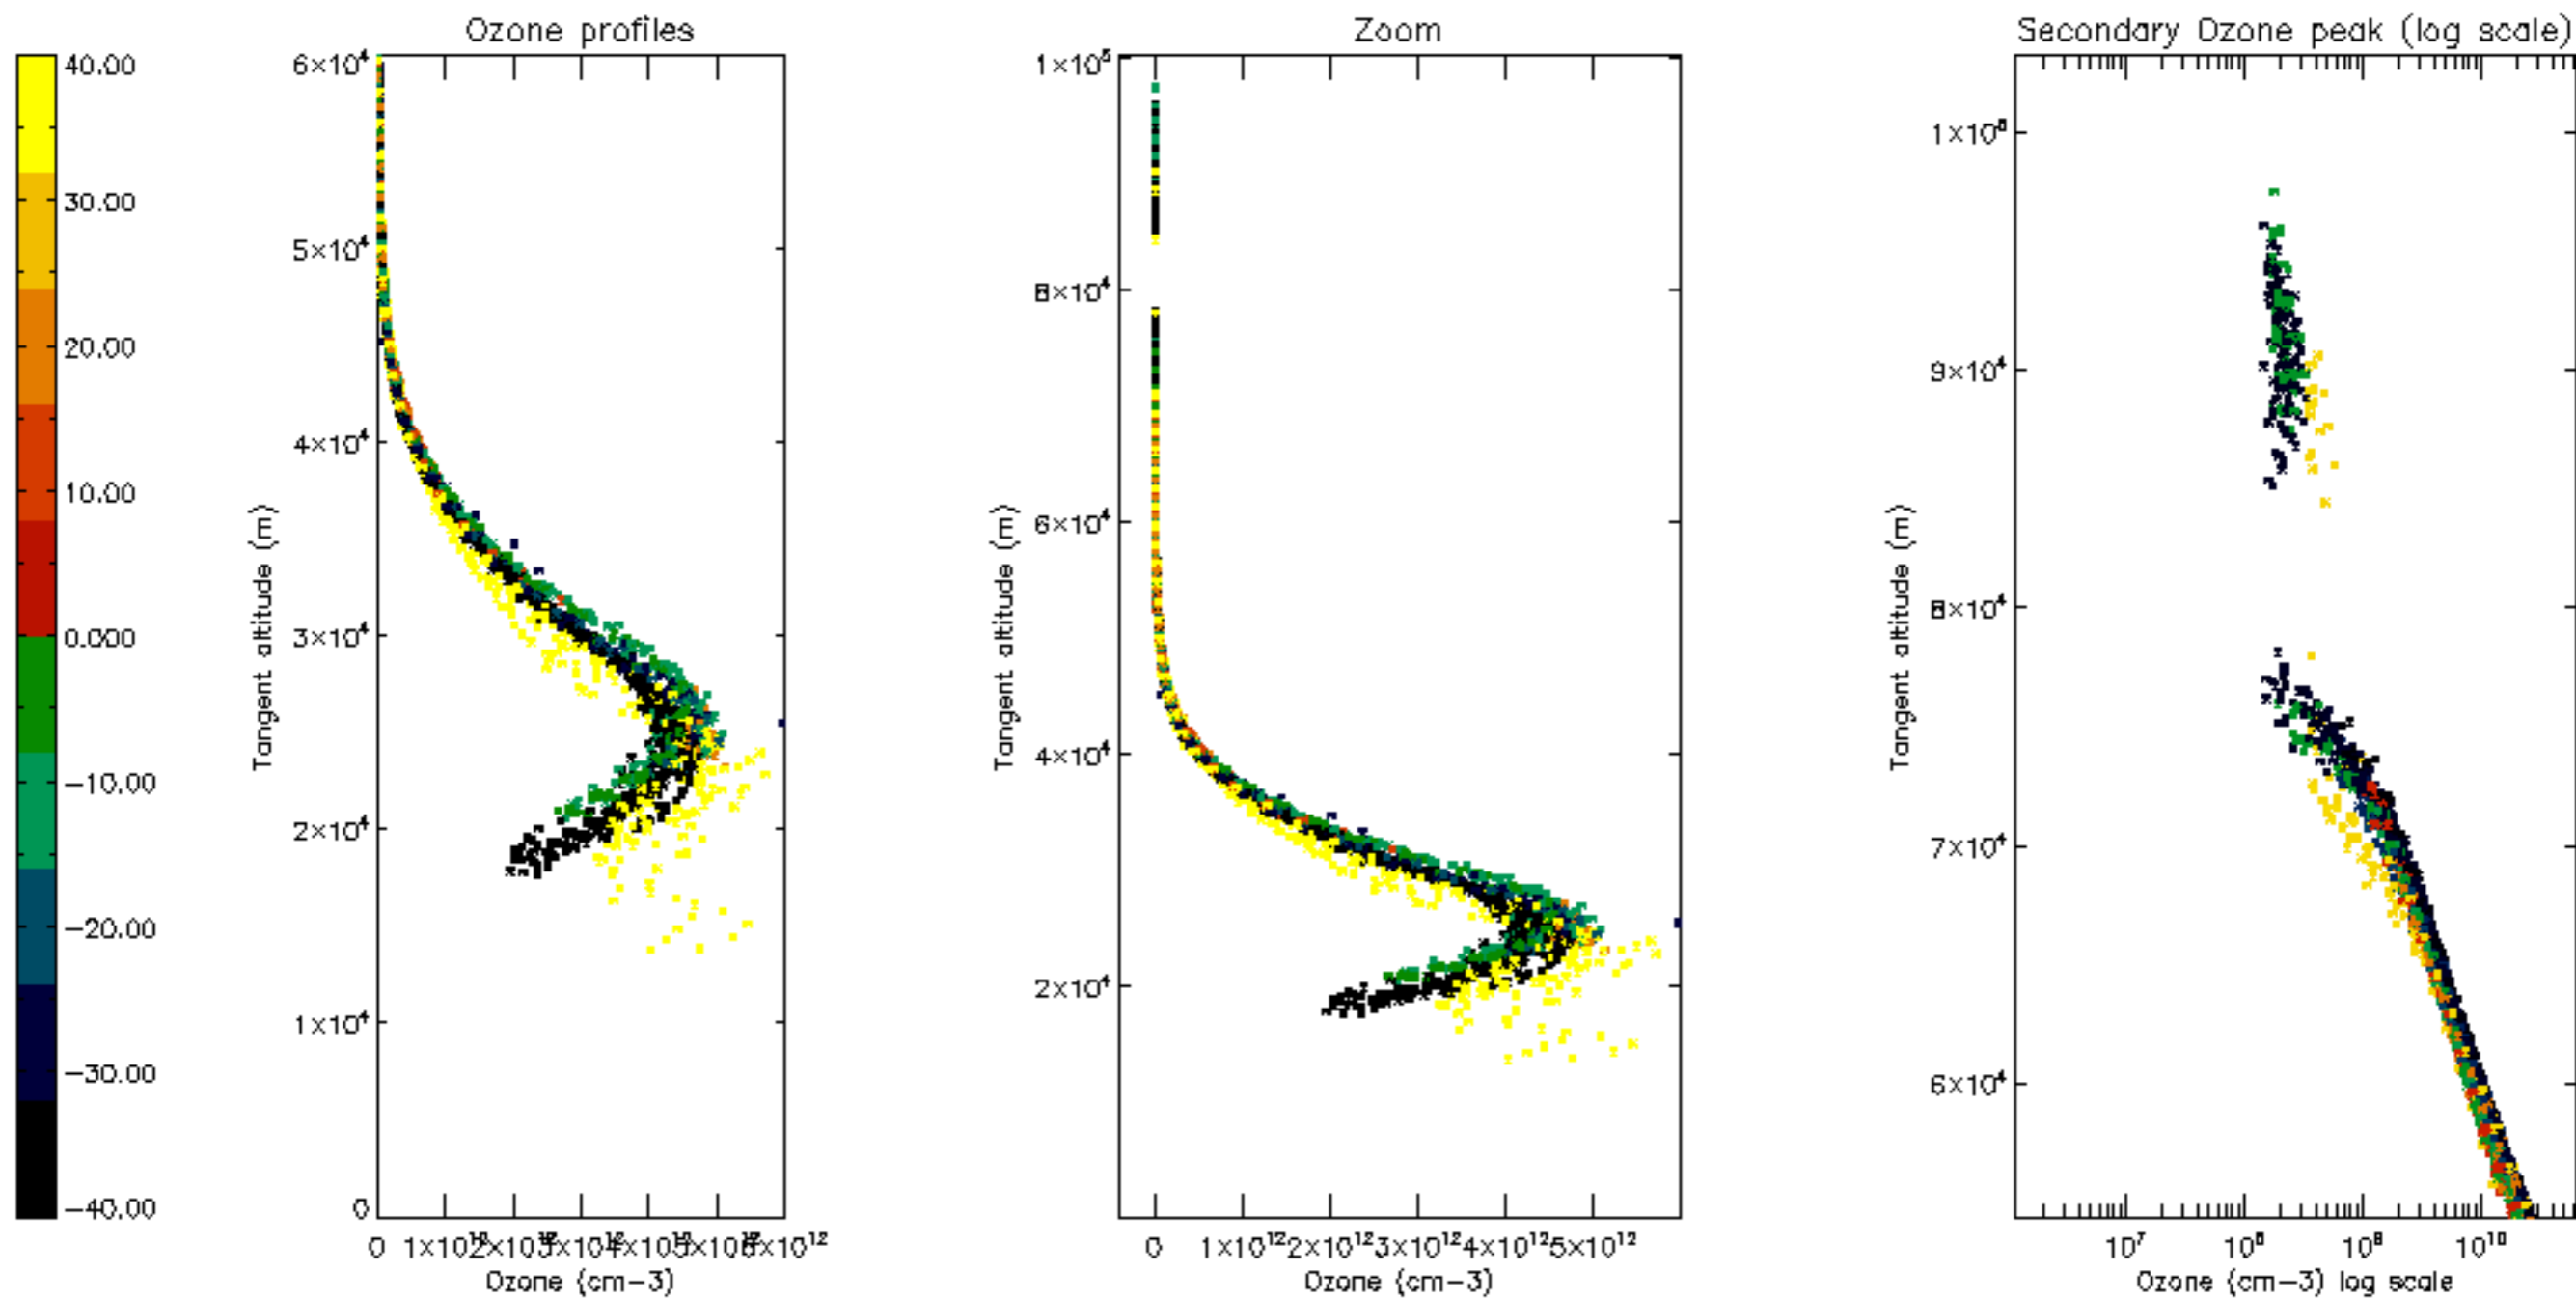 Ozone profiles
Zoom
Secondary Ozone peak (log scale)
40.00
30.00
20.00
10.00
-10.00
-20.00
-30.00
-40.00
6×10⁴
5×10⁴
4×10⁴
3×10⁴
2×10⁴
1×10⁴
0
Tangent altitude (m)
0
Ozone (cm-3)
1×10⁵
8×10⁴
6×10⁴
4×10⁴
2×10⁴
Tangent altitude (m)
0 1×10¹² 2×10¹² 3×10¹² 4×10¹² 5×10¹²
Ozone (cm-3)
9×10⁴
8×10⁴
7×10⁴
6×10⁴
Tangent altitude (m)
10⁷ 10⁸ 10⁹ 10¹⁰
Ozone (cm-3) log scale